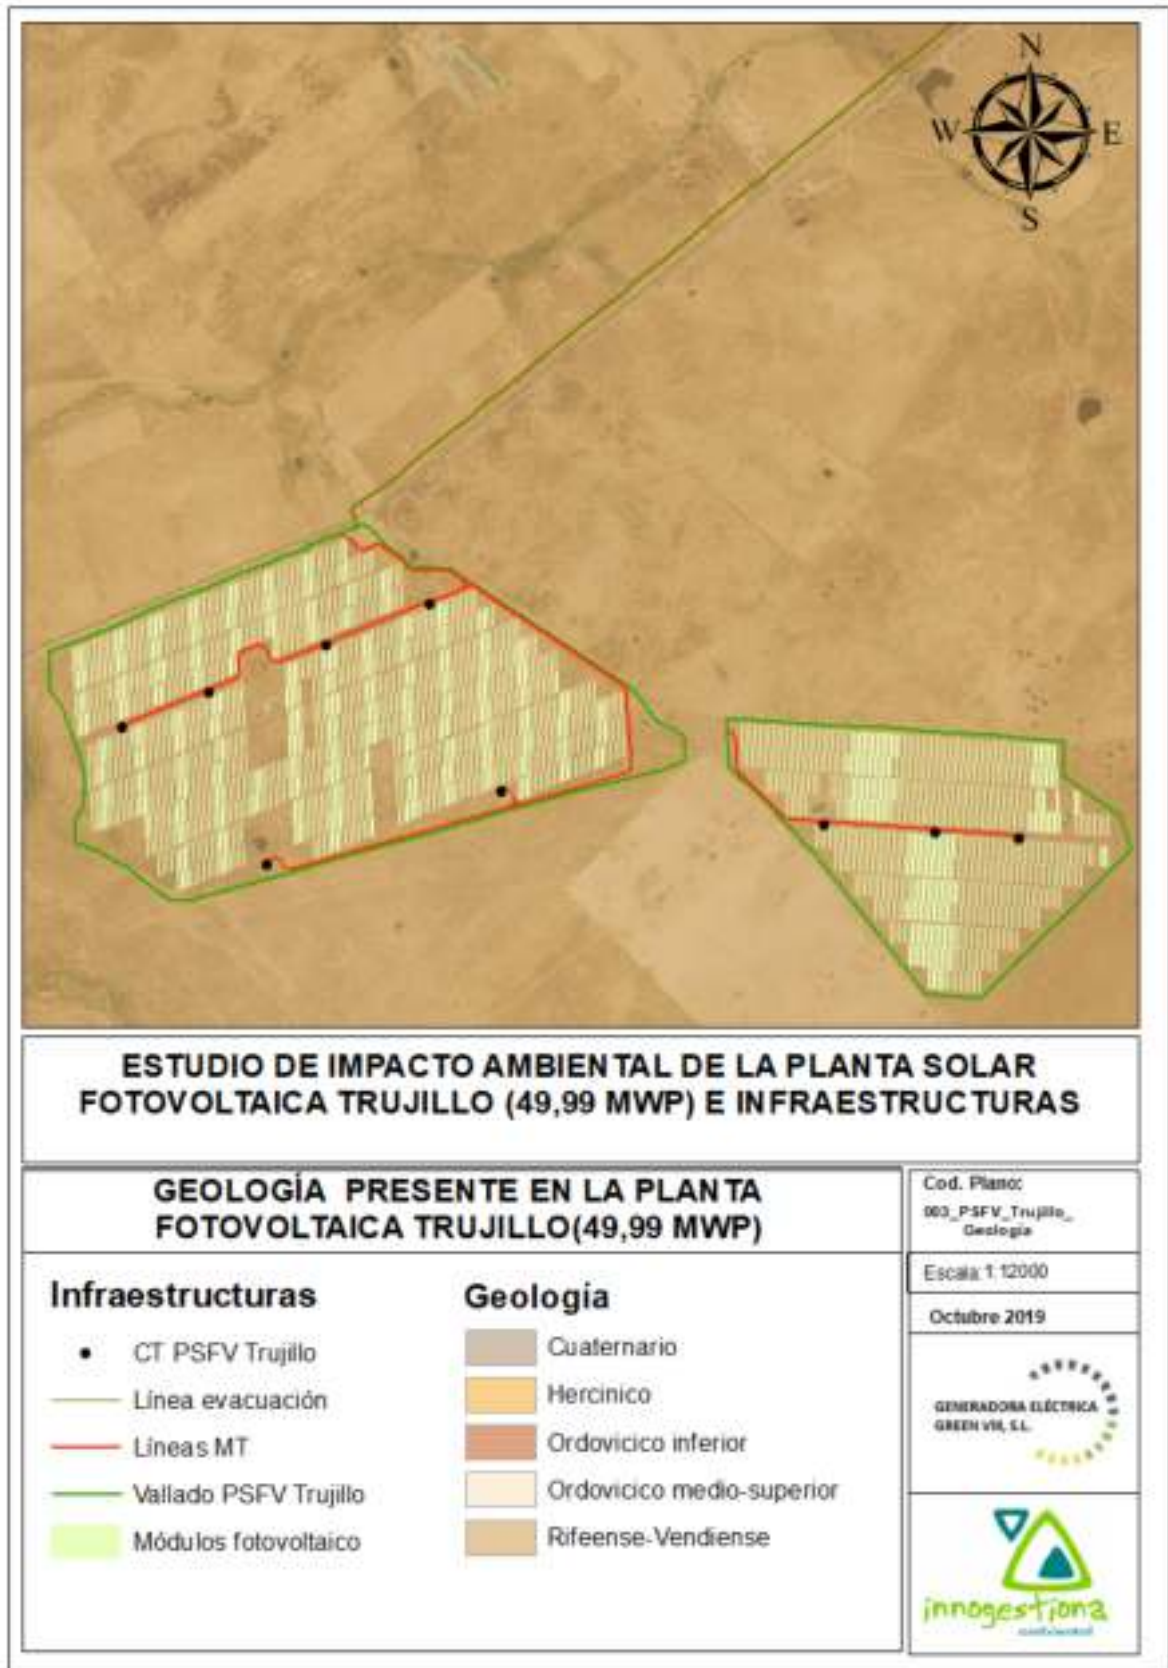 N
W
E
S
ESTUDIO DE IMPACTO AMBIENTAL DE LA PLANTA SOLAR
FOTOVOLTAICA TRUJILLO (49,99 MWP) E INFRAESTRUCTURAS
GEOLOGÍA PRESENTE EN LA PLANTA
FOTOVOLTAICA TRUJILLO(49,99 MWP)
Infraestructuras
CT PSFV Trujillo
Línea evacuación
Líneas MT
Vallado PSFV Trujillo
Módulos fotovoltaico
Geologia
Cuaternario
Hercinico
Ordovicico inferior
Ordovicico medio-superior
Rifeense-Vendiense
Cod. Plano:
003_PSFV_Trujillo_
Geologia
Escala:1:12000
Octubre 2019
GENERADORA ELÉCTRICA
GREEN VIII, S.L.
innogestiona
ambiental